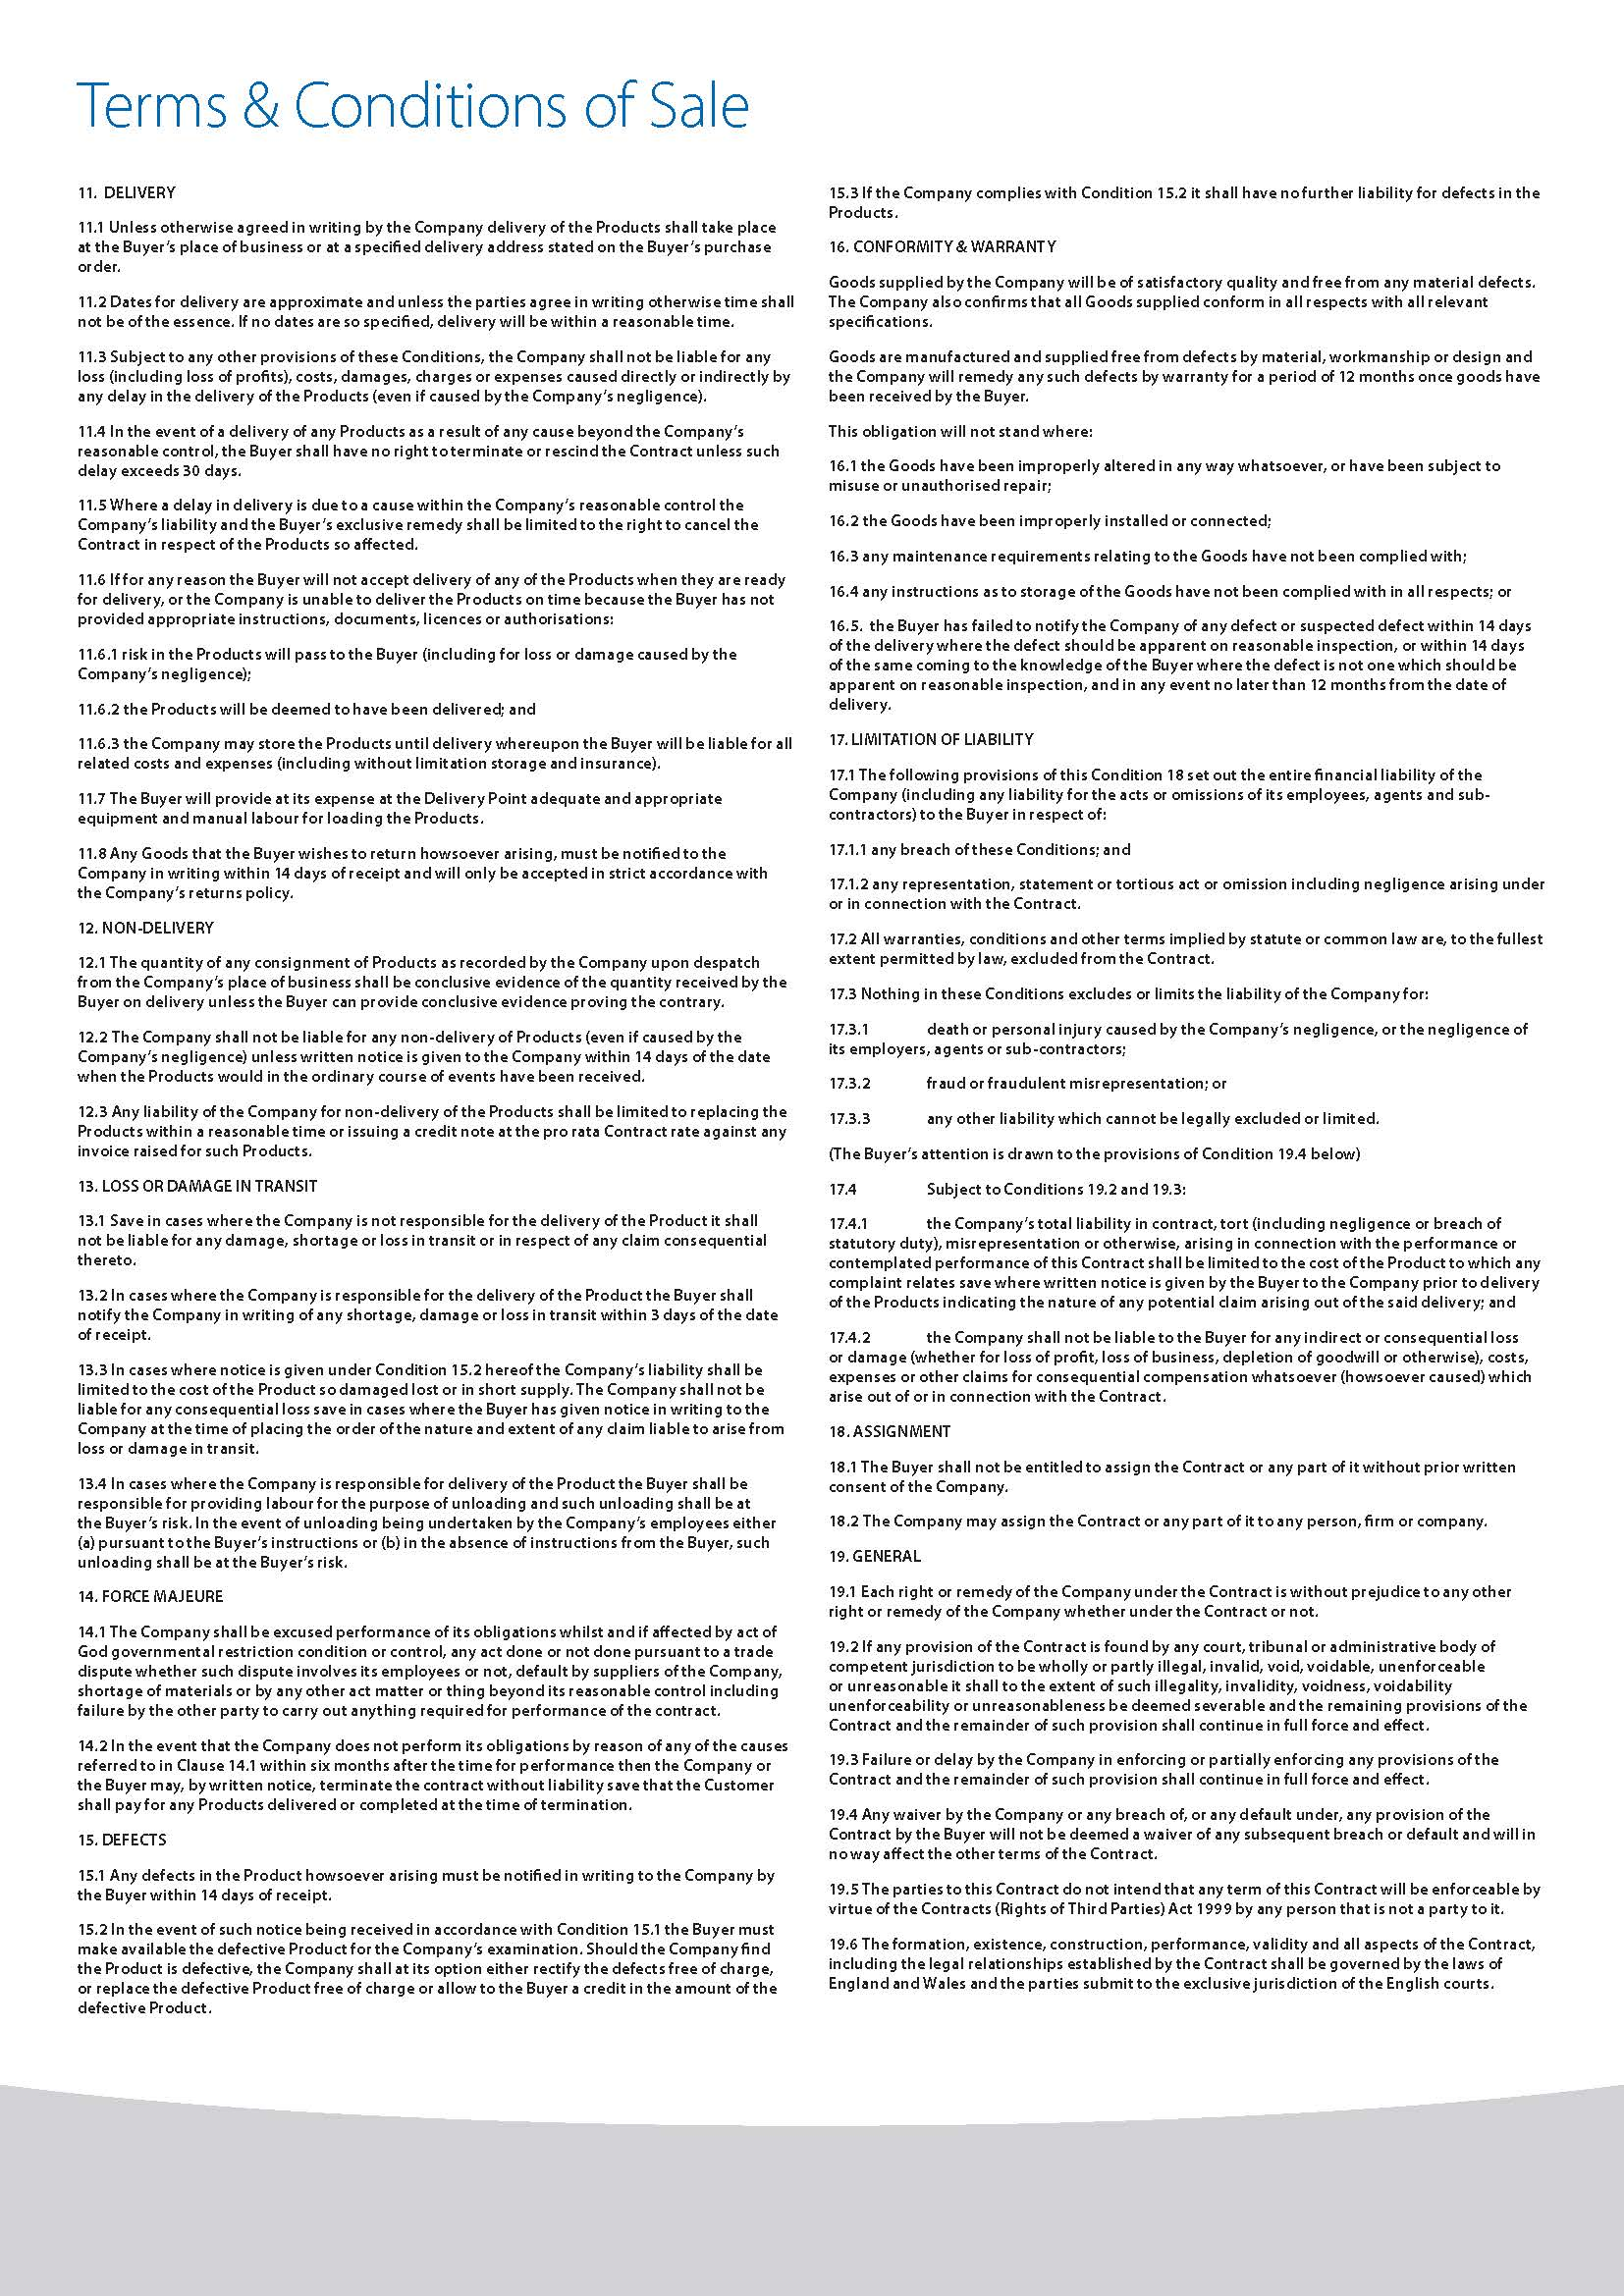 Terms & Conditions of Sale
11. DELIVERY
11.1 Unless otherwise agreed in writing by the Company delivery of the Products shall take place
at the Buyer's place of business or at a specified delivery address stated on the Buyer's purchase
order.
11.2 Dates for delivery are approximate and unless the parties agree in writing otherwise time shall
not be of the essence. If no dates are so specified, delivery will be within a reasonable time.
11.3 Subject to any other provisions of these Conditions, the Company shall not be liable for any
loss (including loss of profits), costs, damages, charges or expenses caused directly or indirectly by
any delay in the delivery of the Products (even if caused by the Company's negligence).
11.4 In the event of a delivery of any Products as a result of any cause beyond the Company's
reasonable control, the Buyer shall have no right to terminate or rescind the Contract unless such
delay exceeds 30 days.
11.5 Where a delay in delivery is due to a cause within the Company's reasonable control the
Company's liability and the Buyer's exclusive remedy shall be limited to the right to cancel the
Contract in respect of the Products so affected.
11.6 If for any reason the Buyer will not accept delivery of any of the Products when they are ready
for delivery, or the Company is unable to deliver the Products on time because the Buyer has not
provided appropriate instructions, documents, licences or authorisations:
11.6.1 risk in the Products will pass to the Buyer (including for loss or damage caused by the
Company's negligence);
11.6.2 the Products will be deemed to have been delivered; and
11.6.3 the Company may store the Products until delivery whereupon the Buyer will be liable for all
related costs and expenses (including without limitation storage and insurance).
11.7 The Buyer will provide at its expense at the Delivery Point adequate and appropriate
equipment and manual labour for loading the Products.
11.8 Any Goods that the Buyer wishes to return howsoever arising, must be notified to the
Company in writing within 14 days of receipt and will only be accepted in strict accordance with
the Company's returns policy.
12. NON-DELIVERY
12.1 The quantity of any consignment of Products as recorded by the Company upon despatch
from the Company's place of business shall be conclusive evidence of the quantity received by the
Buyer on delivery unless the Buyer can provide conclusive evidence proving the contrary.
12.2 The Company shall not be liable for any non-delivery of Products (even if caused by the
Company's negligence) unless written notice is given to the Company within 14 days of the date
when the Products would in the ordinary course of events have been received.
12.3 Any liability of the Company for non-delivery of the Products shall be limited to replacing the
Products within a reasonable time or issuing a credit note at the pro rata Contract rate against any
invoice raised for such Products.
13. LOSS OR DAMAGE IN TRANSIT
13.1 Save in cases where the Company is not responsible for the delivery of the Product it shall
not be liable for any damage, shortage or loss in transit or in respect of any claim consequential
thereto.
13.2 In cases where the Company is responsible for the delivery of the Product the Buyer shall
notify the Company in writing of any shortage, damage or loss in transit within 3 days of the date
of receipt.
13.3 In cases where notice is given under Condition 15.2 hereof the Company's liability shall be
limited to the cost of the Product so damaged lost or in short supply. The Company shall not be
liable for any consequential loss save in cases where the Buyer has given notice in writing to the
Company at the time of placing the order of the nature and extent of any claim liable to arise from
loss or damage in transit.
13.4 In cases where the Company is responsible for delivery of the Product the Buyer shall be
responsible for providing labour for the purpose of unloading and such unloading shall be at
the Buyer's risk. In the event of unloading being undertaken by the Company's employees either
(a) pursuant to the Buyer's instructions or (b) in the absence of instructions from the Buyer, such
unloading shall be at the Buyer's risk.
14. FORCE MAJEURE
14.1 The Company shall be excused performance of its obligations whilst and if affected by act of
God governmental restriction condition or control, any act done or not done pursuant to a trade
dispute whether such dispute involves its employees or not, default by suppliers of the Company,
shortage of materials or by any other act matter or thing beyond its reasonable control including
failure by the other party to carry out anything required for performance of the contract.
14.2 In the event that the Company does not perform its obligations by reason of any of the causes
referred to in Clause 14.1 within six months after the time for performance then the Company or
the Buyer may, by written notice, terminate the contract without liability save that the Customer
shall pay for any Products delivered or completed at the time of termination.
15. DEFECTS
15.1 Any defects in the Product howsoever arising must be notified in writing to the Company by
the Buyer within 14 days of receipt.
15.2 In the event of such notice being received in accordance with Condition 15.1 the Buyer must
make available the defective Product for the Company's examination. Should the Company find
the Product is defective, the Company shall at its option either rectify the defects free of charge,
or replace the defective Product free of charge or allow to the Buyer a credit in the amount of the
defective Product.
15.3 If the Company complies with Condition 15.2 it shall have no further liability for defects in the
Products.
16. CONFORMITY & WARRANTY
Goods supplied by the Company will be of satisfactory quality and free from any material defects.
The Company also confirms that all Goods supplied conform in all respects with all relevant
specifications.
Goods are manufactured and supplied free from defects by material, workmanship or design and
the Company will remedy any such defects by warranty for a period of 12 months once goods have
been received by the Buyer.
This obligation will not stand where:
16.1 the Goods have been improperly altered in any way whatsoever, or have been subject to
misuse or unauthorised repair;
16.2 the Goods have been improperly installed or connected;
16.3 any maintenance requirements relating to the Goods have not been complied with;
16.4 any instructions as to storage of the Goods have not been complied with in all respects; or
16.5. the Buyer has failed to notify the Company of any defect or suspected defect within 14 days
of the delivery where the defect should be apparent on reasonable inspection, or within 14 days
of the same coming to the knowledge of the Buyer where the defect is not one which should be
apparent on reasonable inspection, and in any event no later than 12 months from the date of
delivery.
17. LIMITATION OF LIABILITY
17.1 The following provisions of this Condition 18 set out the entire financial liability of the
Company (including any liability for the acts or omissions of its employees, agents and sub-
contractors) to the Buyer in respect of:
17.1.1 any breach of these Conditions; and
17.1.2 any representation, statement or tortious act or omission including negligence arising under
or in connection with the Contract.
17.2 All warranties, conditions and other terms implied by statute or common law are, to the fullest
extent permitted by law, excluded from the Contract.
17.3 Nothing in these Conditions excludes or limits the liability of the Company for:
17.3.1 death or personal injury caused by the Company's negligence, or the negligence of
its employers, agents or sub-contractors;
17.3.2 fraud or fraudulent misrepresentation; or
17.3.3 any other liability which cannot be legally excluded or limited.
(The Buyer's attention is drawn to the provisions of Condition 19.4 below)
17.4 Subject to Conditions 19.2 and 19.3:
17.4.1 the Company's total liability in contract, tort (including negligence or breach of
statutory duty), misrepresentation or otherwise, arising in connection with the performance or
contemplated performance of this Contract shall be limited to the cost of the Product to which any
complaint relates save where written notice is given by the Buyer to the Company prior to delivery
of the Products indicating the nature of any potential claim arising out of the said delivery; and
17.4.2 the Company shall not be liable to the Buyer for any indirect or consequential loss
or damage (whether for loss of profit, loss of business, depletion of goodwill or otherwise), costs,
expenses or other claims for consequential compensation whatsoever (howsoever caused) which
arise out of or in connection with the Contract.
18. ASSIGNMENT
18.1 The Buyer shall not be entitled to assign the Contract or any part of it without prior written
consent of the Company.
18.2 The Company may assign the Contract or any part of it to any person, firm or company.
19. GENERAL
19.1 Each right or remedy of the Company under the Contract is without prejudice to any other
right or remedy of the Company whether under the Contract or not.
19.2 If any provision of the Contract is found by any court, tribunal or administrative body of
competent jurisdiction to be wholly or partly illegal, invalid, void, voidable, unenforceable
or unreasonable it shall to the extent of such illegality, invalidity, voidness, voidability
unenforceability or unreasonableness be deemed severable and the remaining provisions of the
Contract and the remainder of such provision shall continue in full force and effect.
19.3 Failure or delay by the Company in enforcing or partially enforcing any provisions of the
Contract and the remainder of such provision shall continue in full force and effect.
19.4 Any waiver by the Company or any breach of, or any default under, any provision of the
Contract by the Buyer will not be deemed a waiver of any subsequent breach or default and will in
no way affect the other terms of the Contract.
19.5 The parties to this Contract do not intend that any term of this Contract will be enforceable by
virtue of the Contracts (Rights of Third Parties) Act 1999 by any person that is not a party to it.
19.6 The formation, existence, construction, performance, validity and all aspects of the Contract,
including the legal relationships established by the Contract shall be governed by the laws of
England and Wales and the parties submit to the exclusive jurisdiction of the English courts.